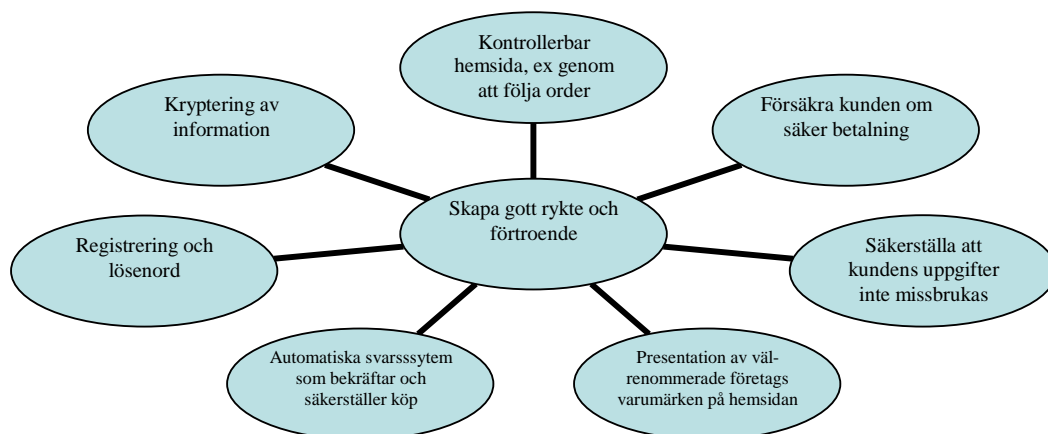 Kontrollerbar
hemsida, ex genom
att följa order
Kryptering av
information
Försäkra kunden om
säker betalning
Skapa gott rykte och
förtroende
Registrering och
lösenord
Säkerställa att
kundens uppgifter
inte missbrukas
Automatiska svarsssytem
som bekräftar och
säkerställer köp
Presentation av väl-
renommerade företags
varumärken på hemsidan